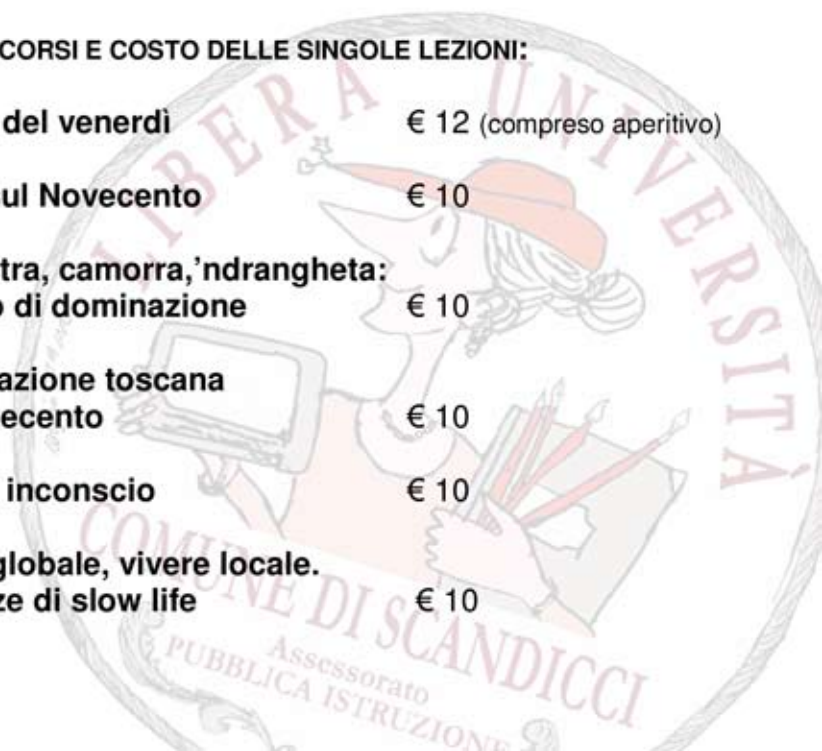 CORSI E COSTO DELLE SINGOLE LEZIONI:
del venerdì € 12 (compreso aperitivo)
sul Novecento € 10
tra, camorra,'ndrangheta:
di dominazione € 10
azione toscana
ecento € 10
inconscio € 10
globale, vivere locale.
ze di slow life € 10
LIBERA UNIVERSITÀ
COMUNE DI SCANDICCI
Assessorato
PUBBLICA ISTRUZIONE